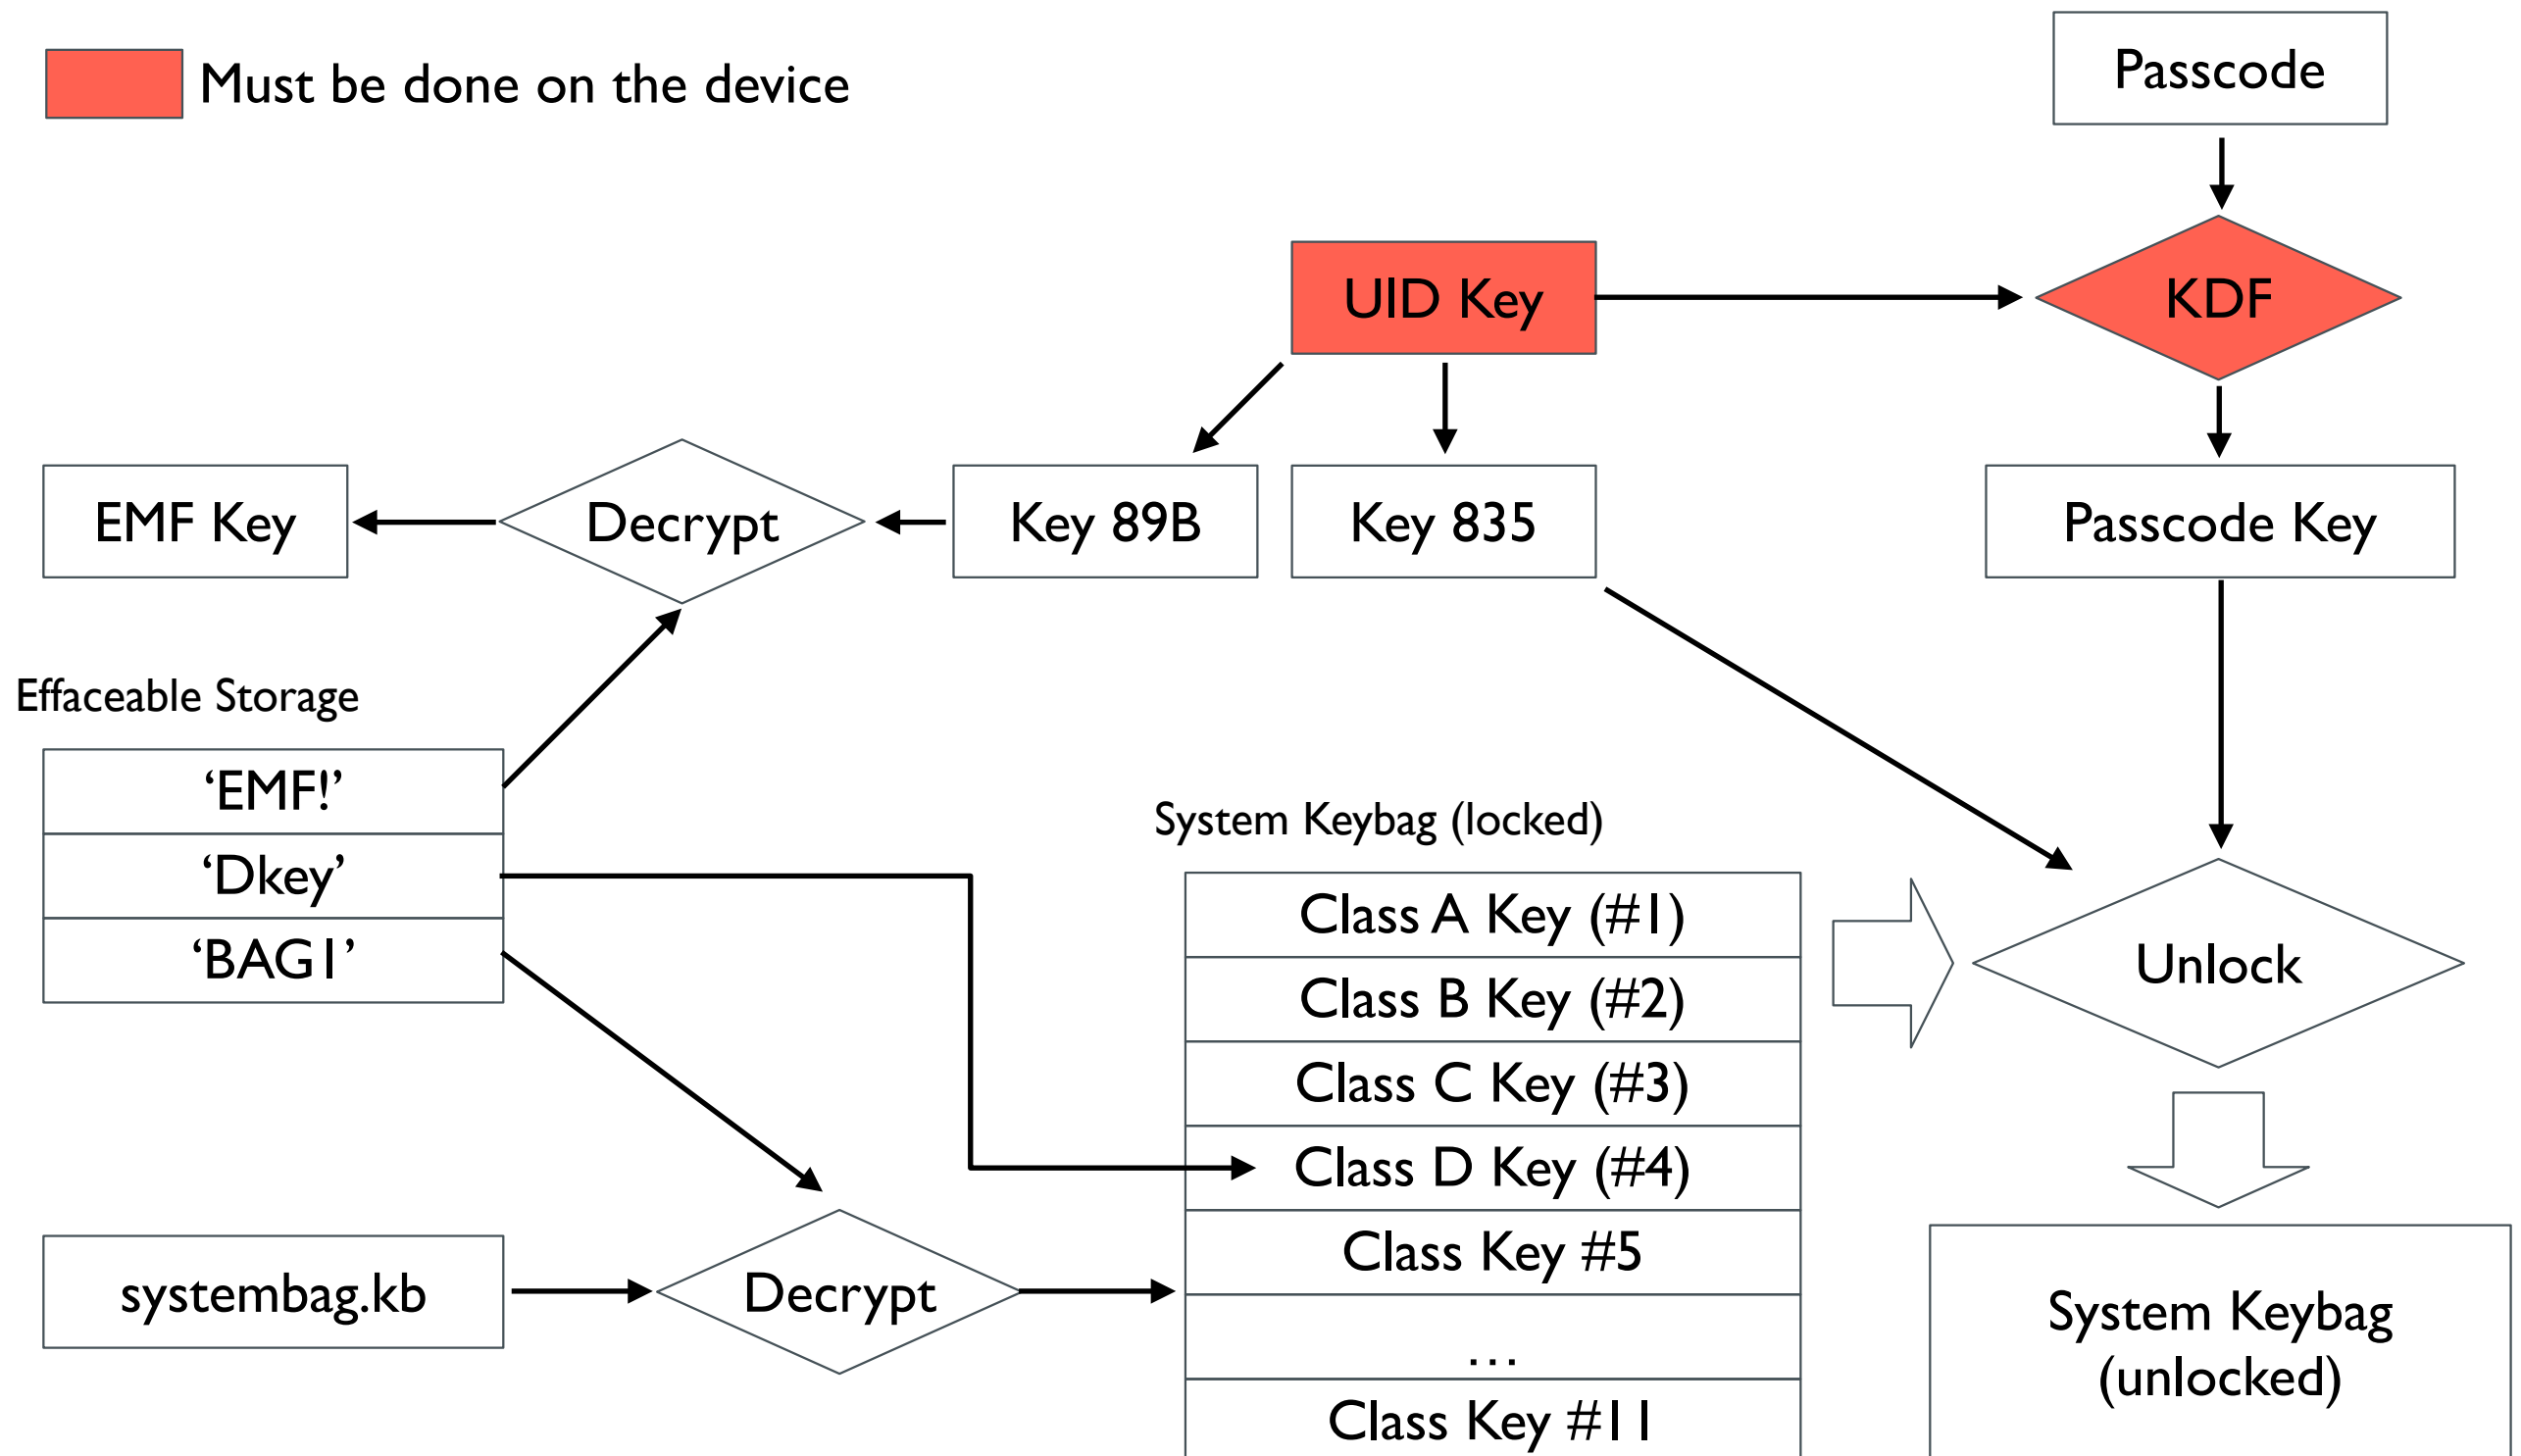 Must be done on the device
Passcode
UID Key
KDF
EMF Key
Decrypt
Key 89B
Key 835
Passcode Key
Effaceable Storage
‘EMF!’
‘Dkey’
‘BAG1’
System Keybag (locked)
Class A Key (#1)
Class B Key (#2)
Class C Key (#3)
Class D Key (#4)
Class Key #5
…
Class Key #11
Unlock
systembag.kb
Decrypt
System Keybag
(unlocked)